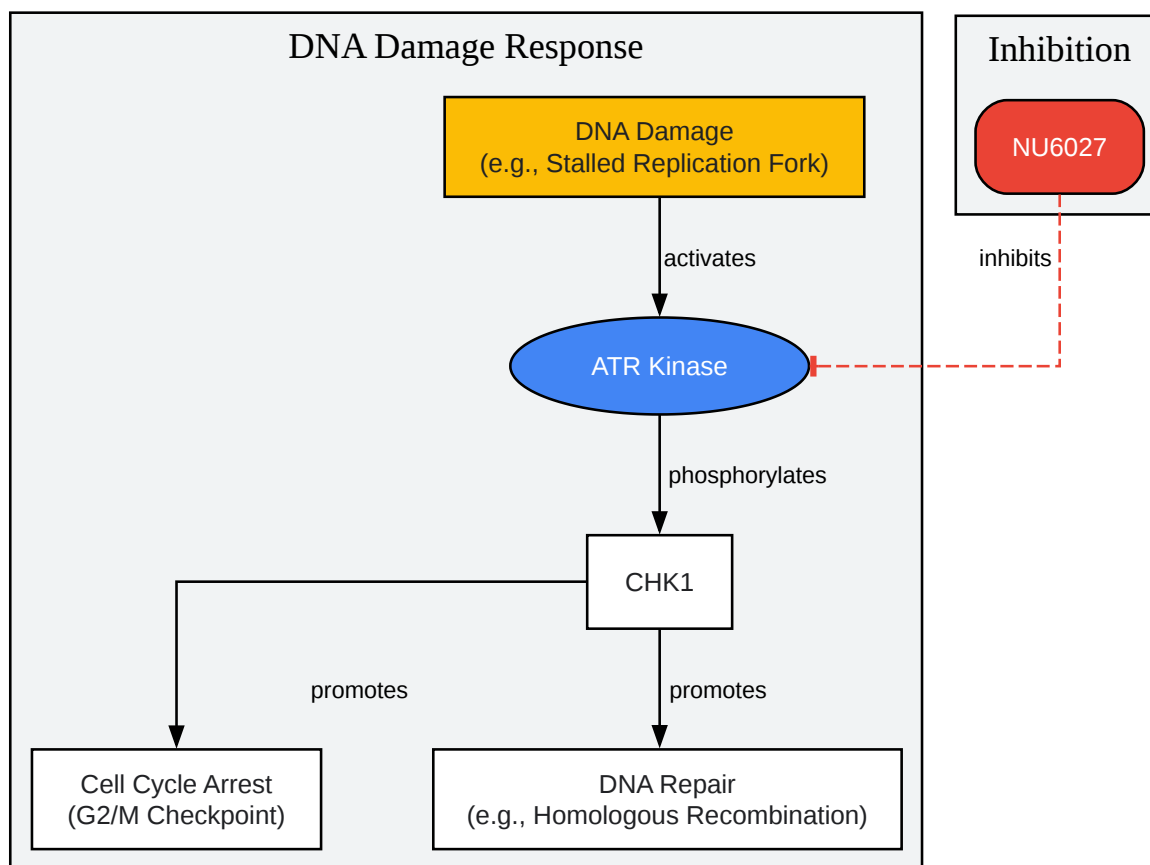 DNA Damage Response
Inhibition
DNA Damage
(e.g., Stalled Replication Fork)
NU6027
activates
inhibits
ATR Kinase
phosphorylates
CHK1
promotes
promotes
Cell Cycle Arrest
(G2/M Checkpoint)
DNA Repair
(e.g., Homologous Recombination)